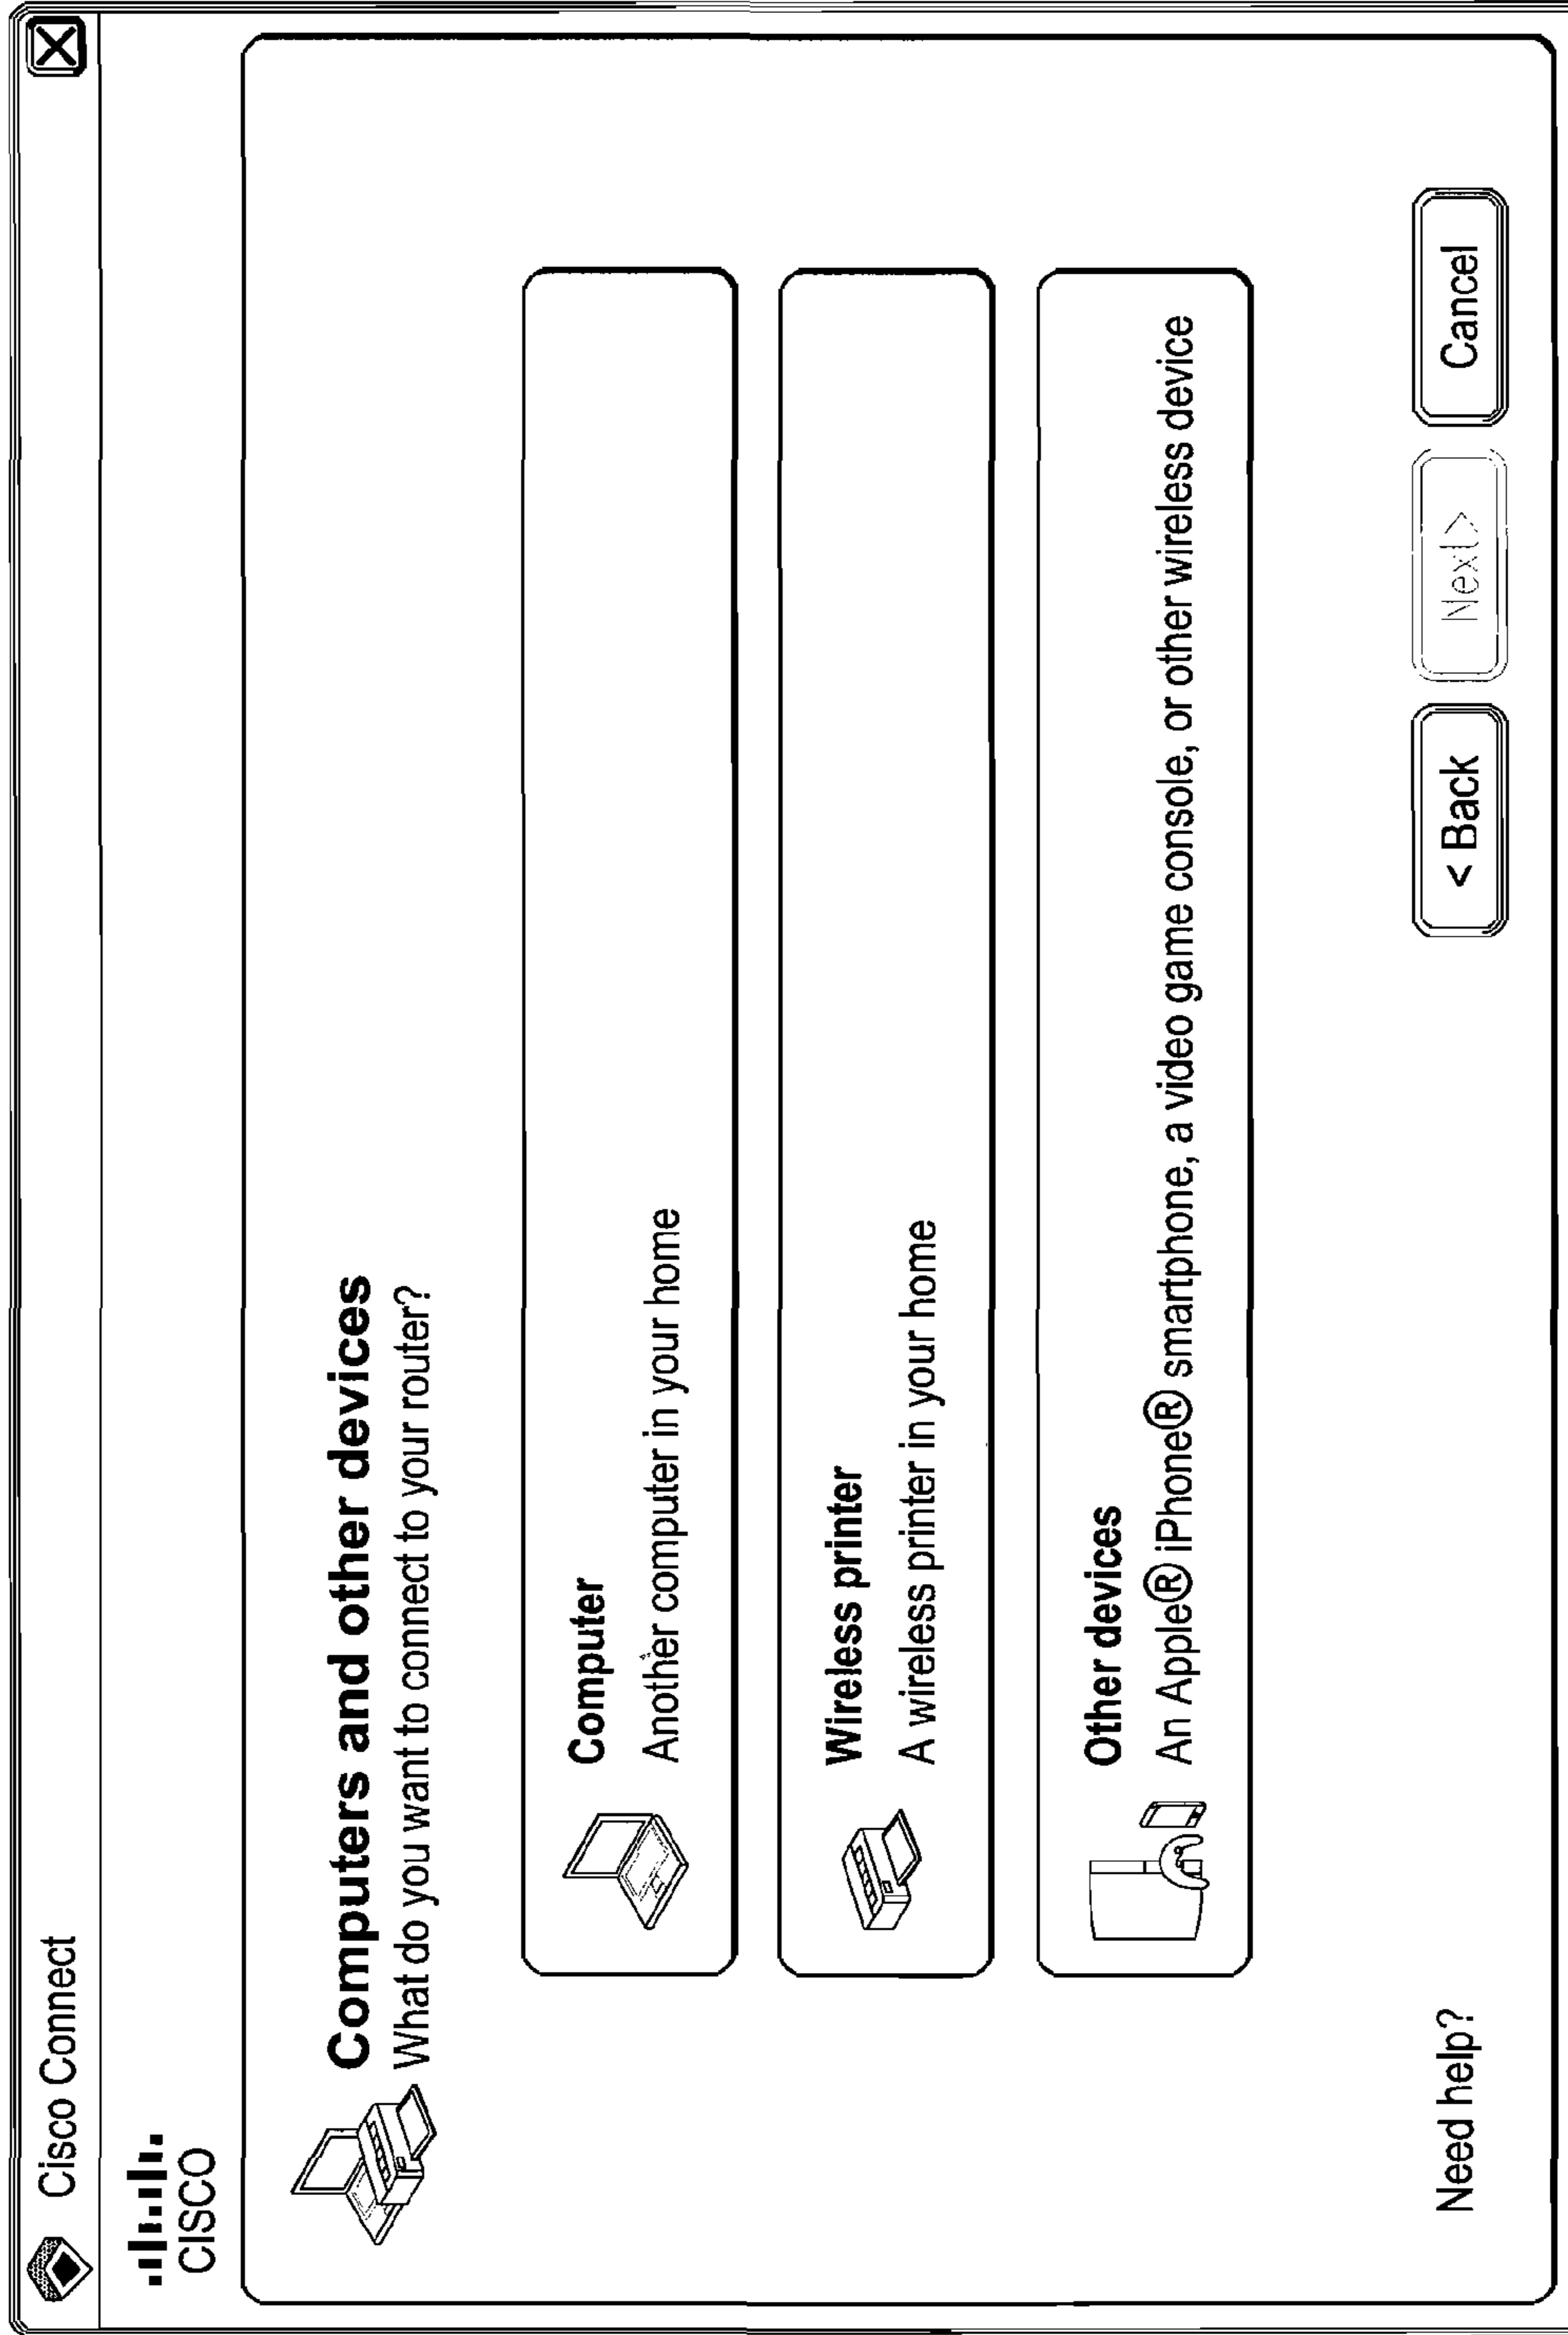 Cisco Connect
CISCO
Computers and other devices
What do you want to connect to your router?
Computer
Another computer in your home
Wireless printer
A wireless printer in your home
Other devices
An Apple® iPhone® smartphone, a video game console, or other wireless device
Need help?
< Back
Next>
Cancel